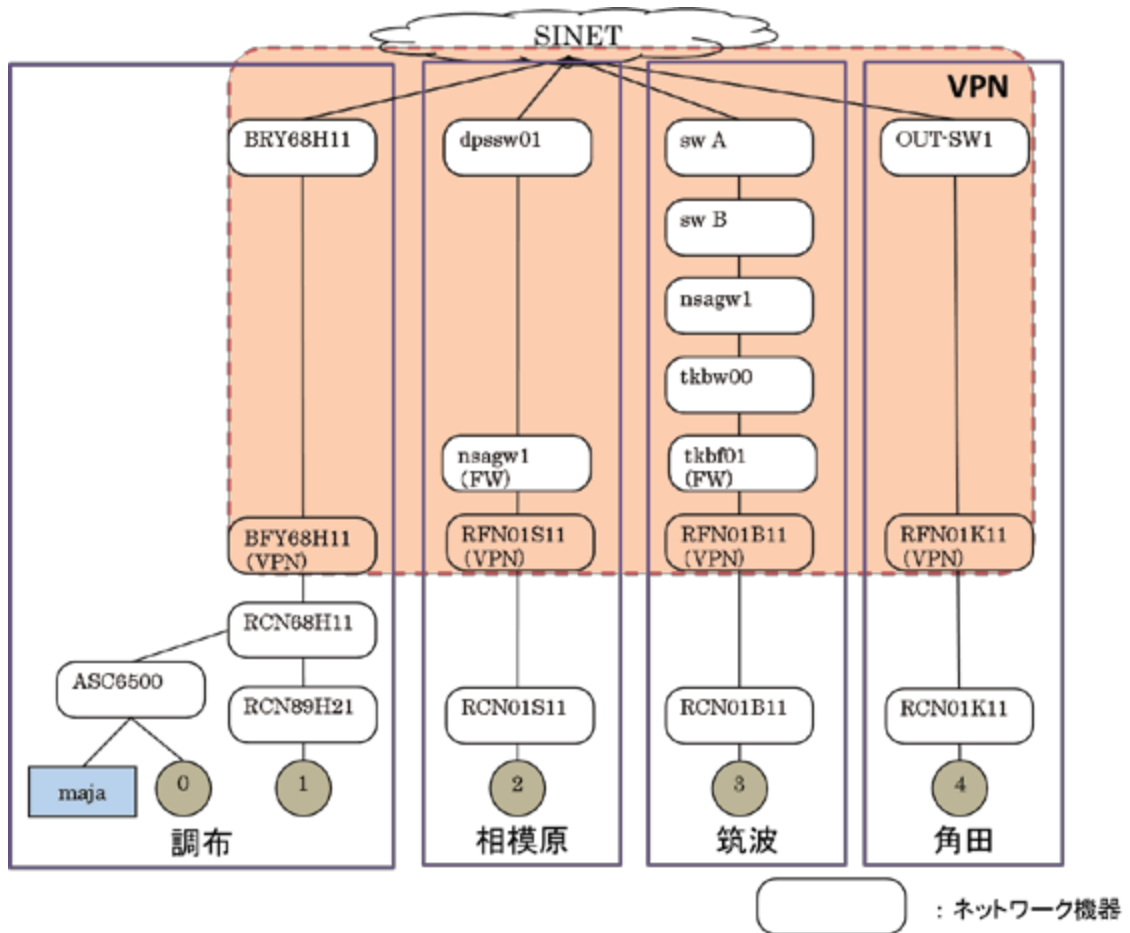 SINET
VPN
BRY68H11
dpssw01
sw A
OUT-SW1
sw B
nsagw1
tkbw00
nsagw1
(FW)
tkbf01
(FW)
BFY68H11
(VPN)
RFN01S11
(VPN)
RFN01B11
(VPN)
RFN01K11
(VPN)
RCN68H11
ASC6500
RCN89H21
RCN01S11
RCN01B11
RCN01K11
maja
0
1
2
3
4
調布
相模原
筑波
角田
：ネットワーク機器